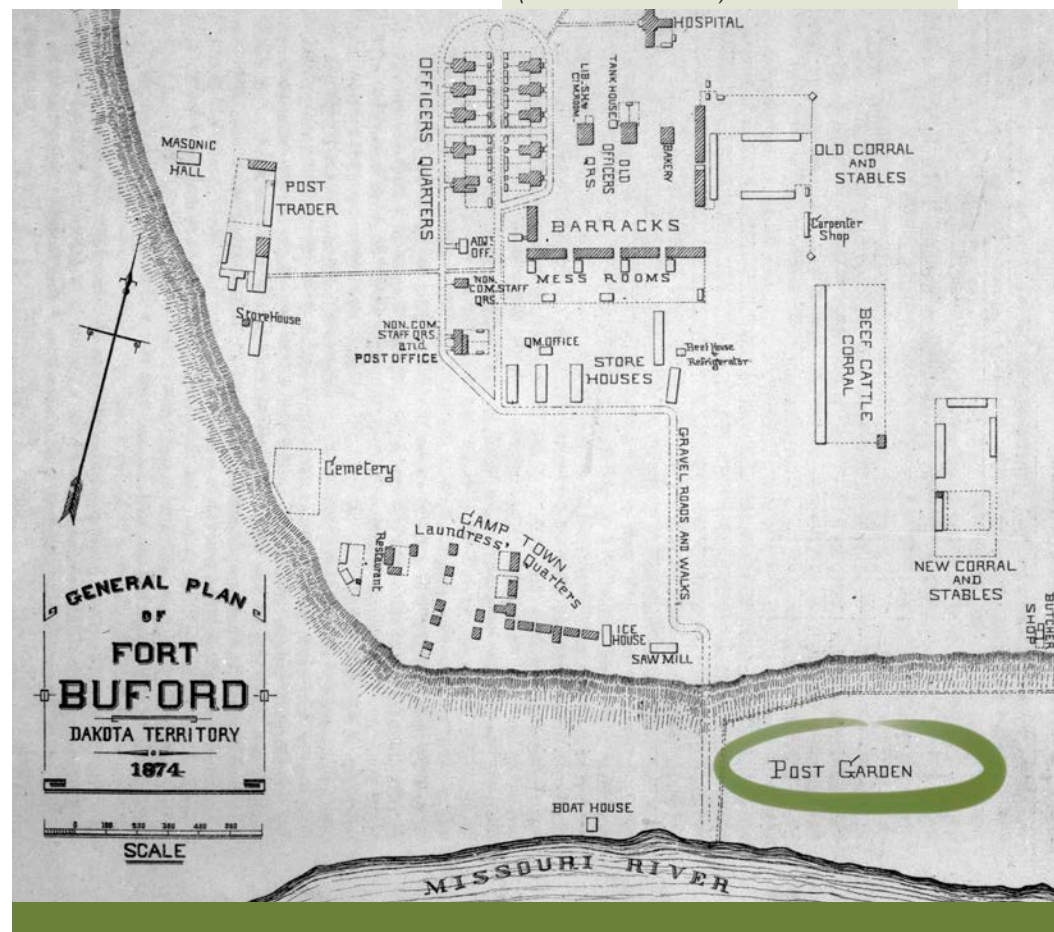 HOSPITAL
OFFICERS QUARTERS
LIB. SH&
TANK HOUSE
OLD
OFFICERS
QRS.
BAKERY
OLD CORRAL
AND
STABLES
MASONIC
HALL
POST
TRADER
Carpenter
Shop
BARRACKS
ADJT.
OFF.
MESS ROOMS
NON.
COM. STAFF
QRS.
Store House
NON. COM.
STAFF QRS.
and
POST OFFICE
QM. OFFICE
STORE
HOUSES
Beef House
Refrigerator
BEEF CATTLE
CORRAL
GRAVEL ROADS AND WALKS
Cemetery
CAMP TOWN
Laundress'
Quarters
Restaurant
NEW CORRAL
AND
STABLES
BUTCHER
SHOP
ICE
HOUSE
SAW MILL
GENERAL PLAN
OF
FORT
BUFORD
DAKOTA TERRITORY
1874
SCALE
POST GARDEN
BOAT HOUSE
MISSOURI RIVER